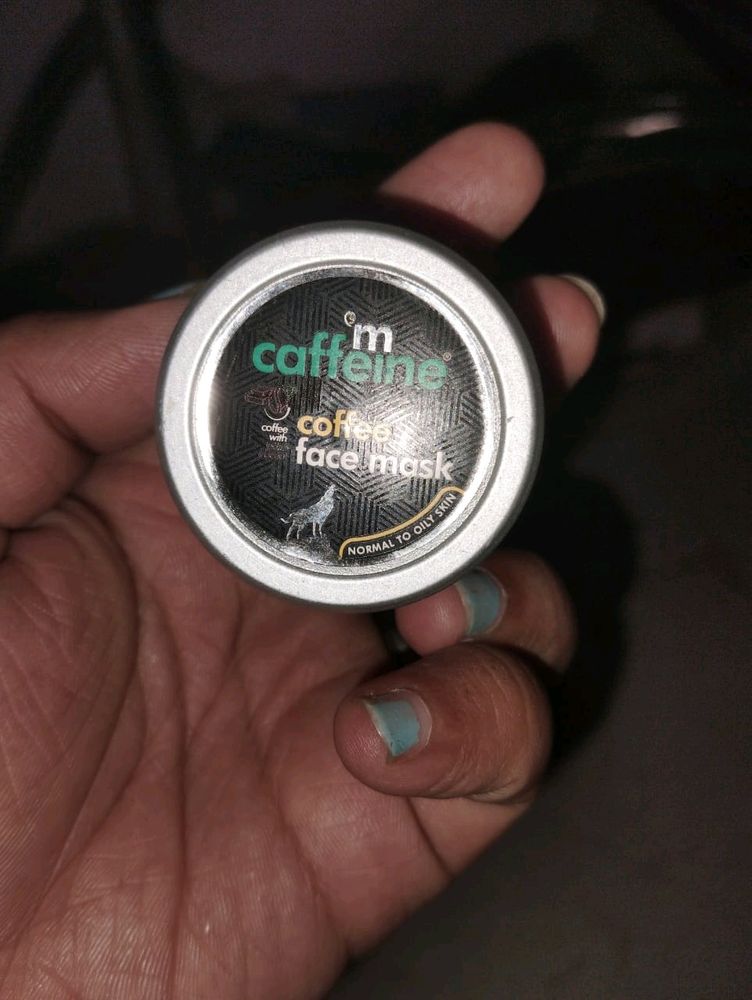 'm
caffeine®
coffee
with
coffee
face mask
NORMAL TO OILY SKIN